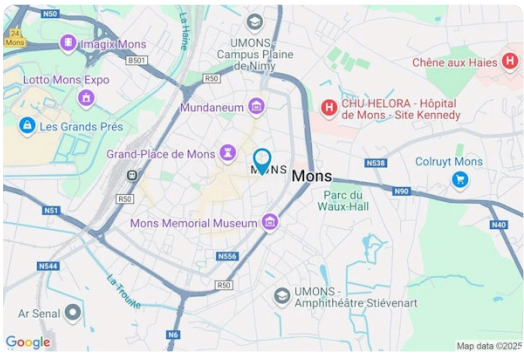 N50
La Haine
24
Mons
Imagix Mons
B501
UMONS -
Campus Plaine
de Nimy
Chêne aux Haies
R50
Lotto Mons Expo
Mundaneum
CHU HELORA - Hôpital
de Mons - Site Kennedy
Les Grands Prés
Grand-Place de Mons
MONS
Mons
N538
Colruyt Mons
N90
Parc du
Waux-Hall
R50
N51
Mons Memorial Museum
N40
N556
N544
La Trouille
R50
UMONS -
Amphithéâtre Stiévenart
Ar Senal
N6
Google
Map data ©2025